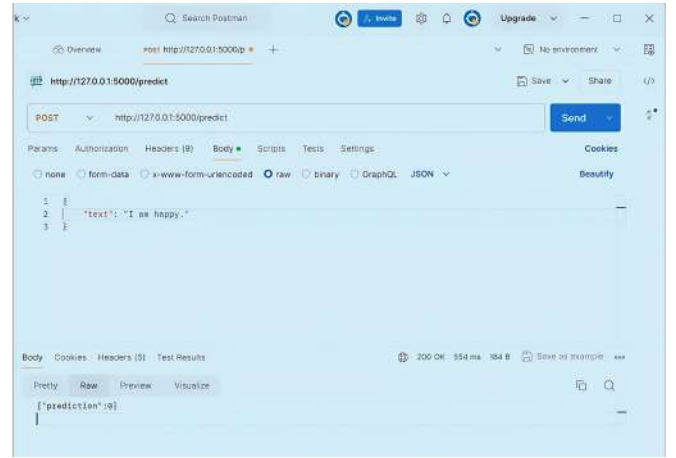 k
Search Postman
Invite
Upgrade
Overview
POST http://127.0.0.1:5000/p
+
No environment
http://127.0.0.1:5000/predict
Save
Share
</>
POST
http://127.0.0.1:5000/predict
Send
Params Authorization Headers (9) Body Scripts Tests Settings
Cookies
none form-data x-www-form-urlencoded raw binary GraphQL JSON
Beautify
1 {
2 "text": "I am happy."
3 }
Body Cookies Headers (5) Test Results
200 OK 554 ms 184 B Save as example
Pretty Raw Preview Visualize
{"prediction":0}